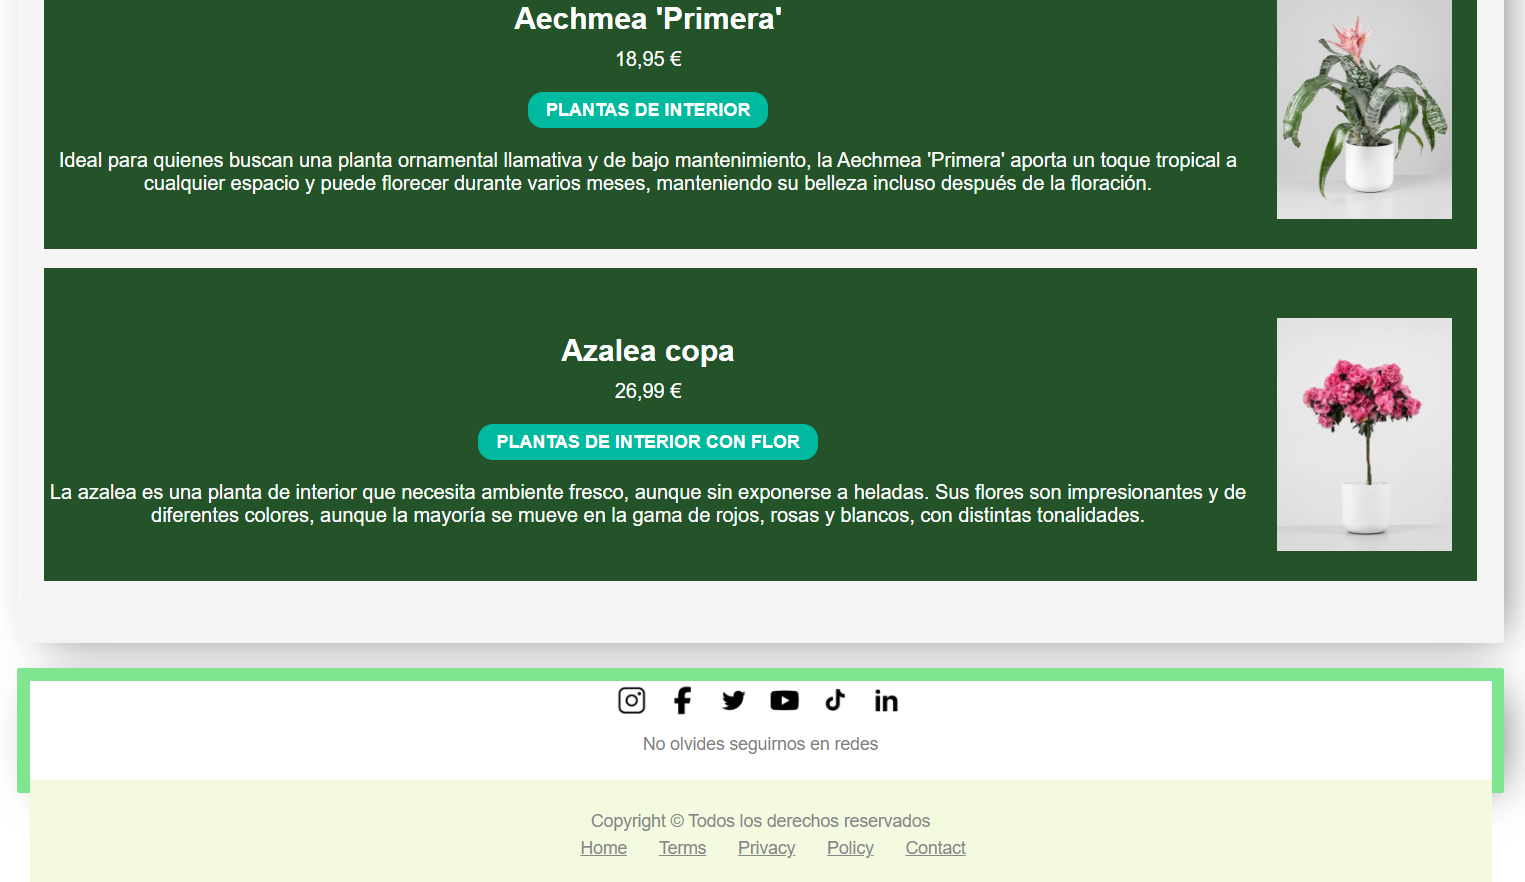 Aechmea 'Primera'
18,95 €
PLANTAS DE INTERIOR
Ideal para quienes buscan una planta ornamental llamativa y de bajo mantenimiento, la Aechmea 'Primera' aporta un toque tropical a
cualquier espacio y puede florecer durante varios meses, manteniendo su belleza incluso después de la floración.
Azalea copa
26,99 €
PLANTAS DE INTERIOR CON FLOR
La azalea es una planta de interior que necesita ambiente fresco, aunque sin exponerse a heladas. Sus flores son impresionantes y de
diferentes colores, aunque la mayoría se mueve en la gama de rojos, rosas y blancos, con distintas tonalidades.
No olvides seguirnos en redes
Copyright © Todos los derechos reservados
Home Terms Privacy Policy Contact